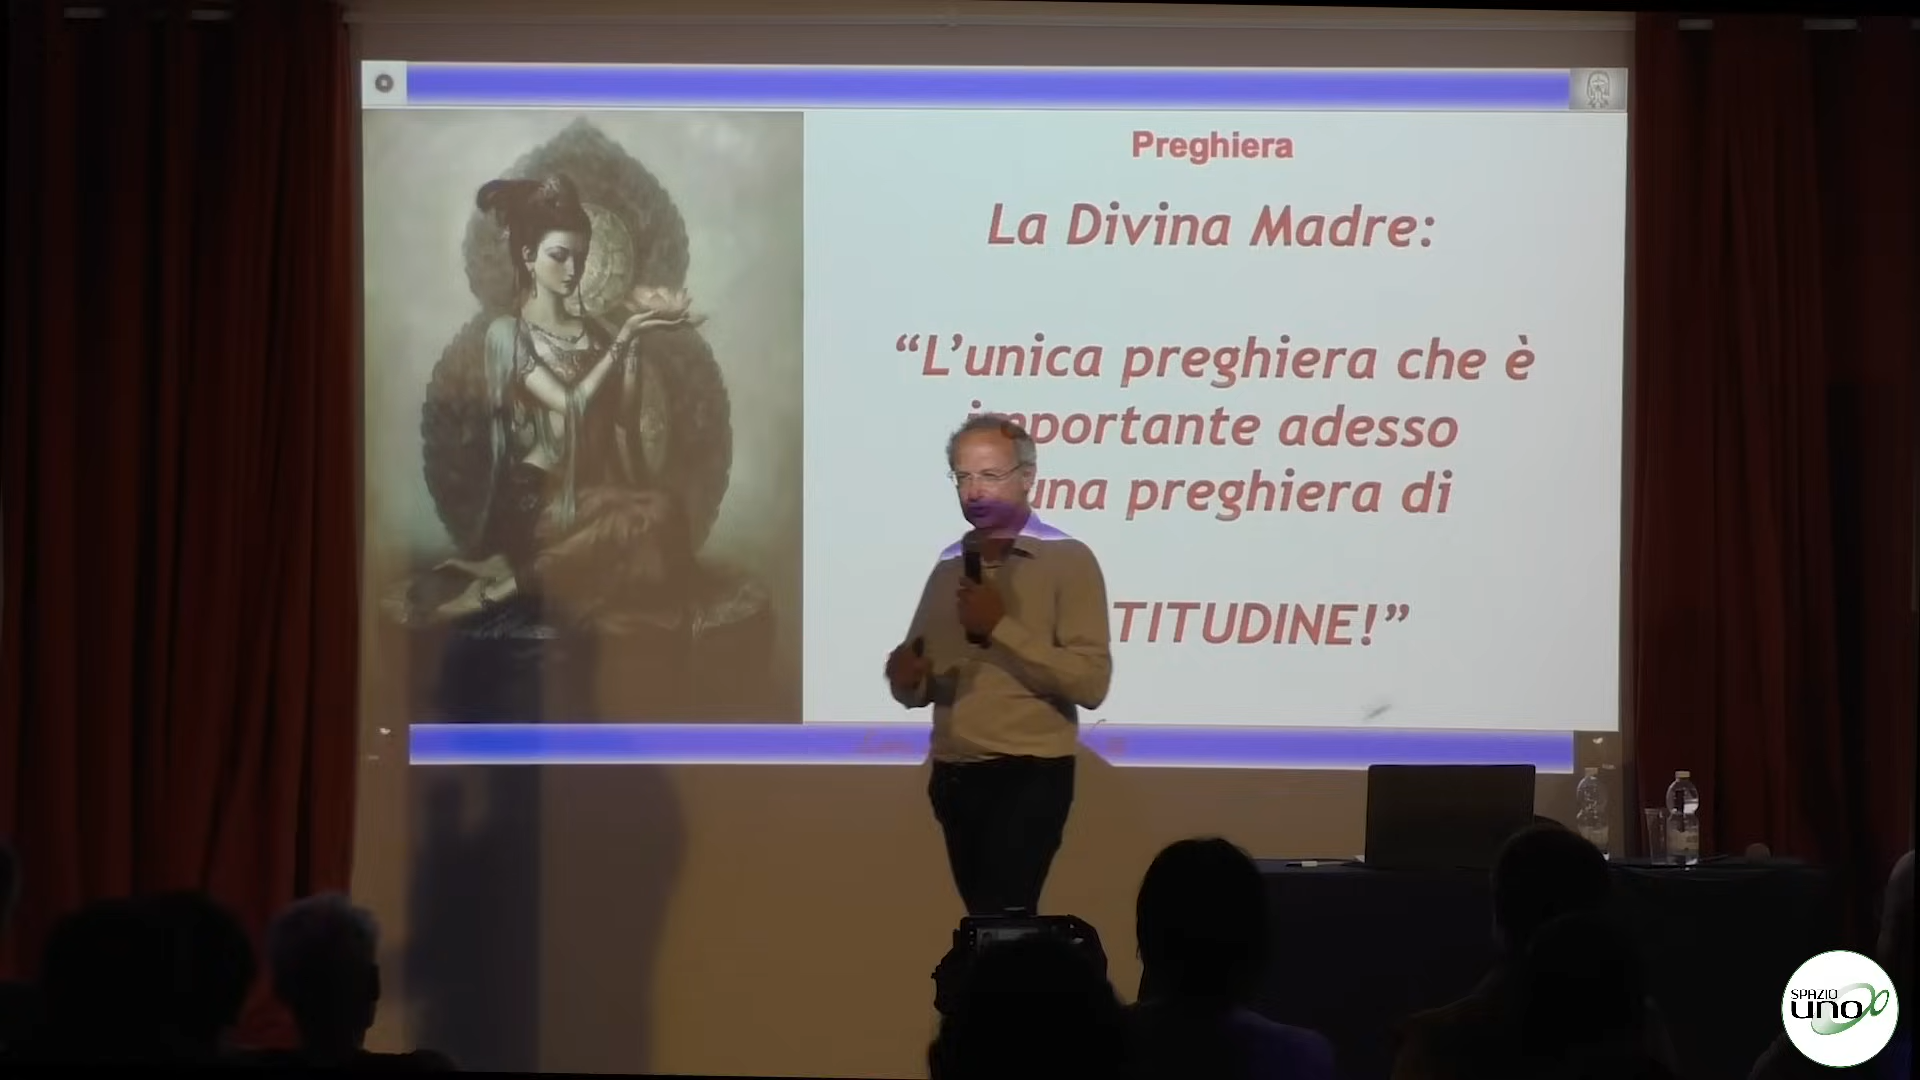 Preghiera
La Divina Madre:
“L’unica preghiera che è
importante adesso
una preghiera di
TITUDINE!”
SPAZIO
uno